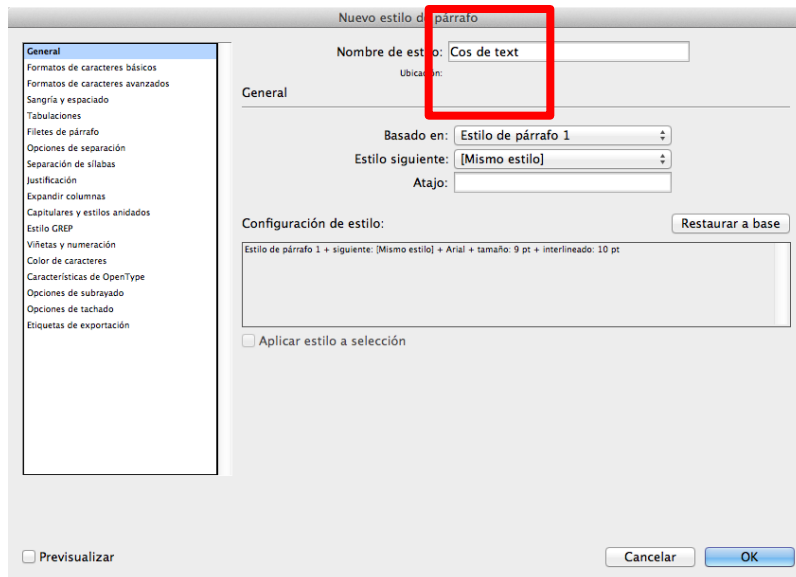 Nuevo estilo de párrafo
General
Formatos de caracteres básicos
Formatos de caracteres avanzados
Sangría y espaciado
Tabulaciones
Filetes de párrafo
Opciones de separación
Separación de sílabas
Justificación
Expandir columnas
Capitulares y estilos anidados
Estilo GREP
Viñetas y numeración
Color de caracteres
Características de OpenType
Opciones de subrayado
Opciones de tachado
Etiquetas de exportación
Nombre de estilo: Cos de text
Ubicación:
General
Basado en: Estilo de párrafo 1
Estilo siguiente: [Mismo estilo]
Atajo:
Configuración de estilo: Restaurar a base
Estilo de párrafo 1 + siguiente: [Mismo estilo] + Arial + tamaño: 9 pt + interlineado: 10 pt
Aplicar estilo a selección
Previsualizar
Cancelar OK